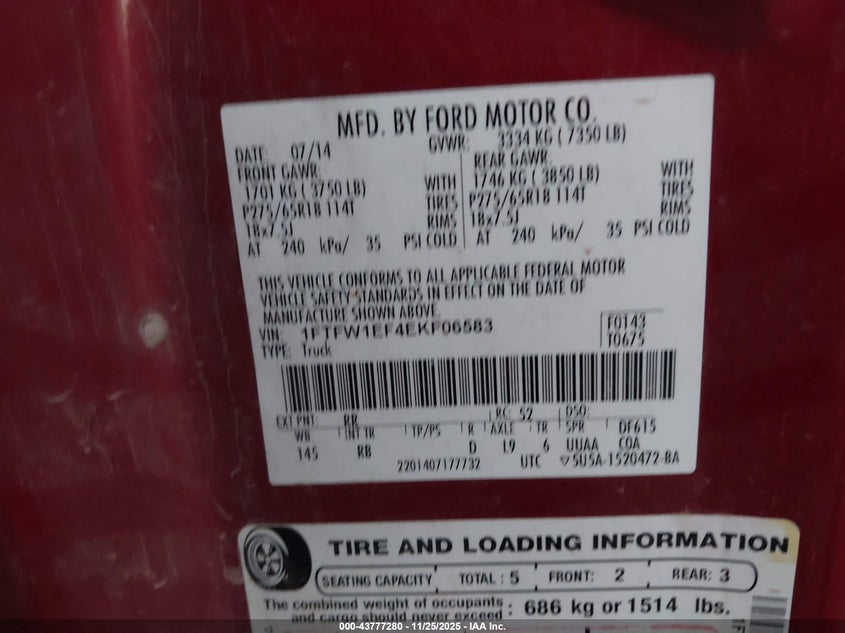 MFD. BY FORD MOTOR CO.
DATE: 07/14 GVWR: 3334 KG ( 7350 LB)
FRONT GAWR: REAR GAWR:
1701 KG ( 3750 LB) WITH 1746 KG ( 3850 LB) WITH
P275/65R18 114T TIRES P275/65R18 114T TIRES
18x7.5J RIMS 18x7.5J RIMS
AT 240 kPa/ 35 PSI COLD AT 240 kPa/ 35 PSI COLD
THIS VEHICLE CONFORMS TO ALL APPLICABLE FEDERAL MOTOR
VEHICLE SAFETY STANDARDS IN EFFECT ON THE DATE OF
MANUFACTURE SHOWN ABOVE.
VIN: 1FTFW1EF4EKF06583 F0143
TYPE: Truck T0675
EXT PNT: RR RC: 52 DSO:
WB INT TR TP/PS R AXLE TR SPR DF615
145 RB D L9 6 UUAA COA
2201407177732 UTC ▽5U5A-1520472-BA
TIRE AND LOADING INFORMATION
SEATING CAPACITY TOTAL : 5 FRONT: 2 REAR: 3
The combined weight of occupants
and cargo should never exceed : 686 kg or 1514 lbs.
000-43777280 - 11/25/2025 - IAA Inc.